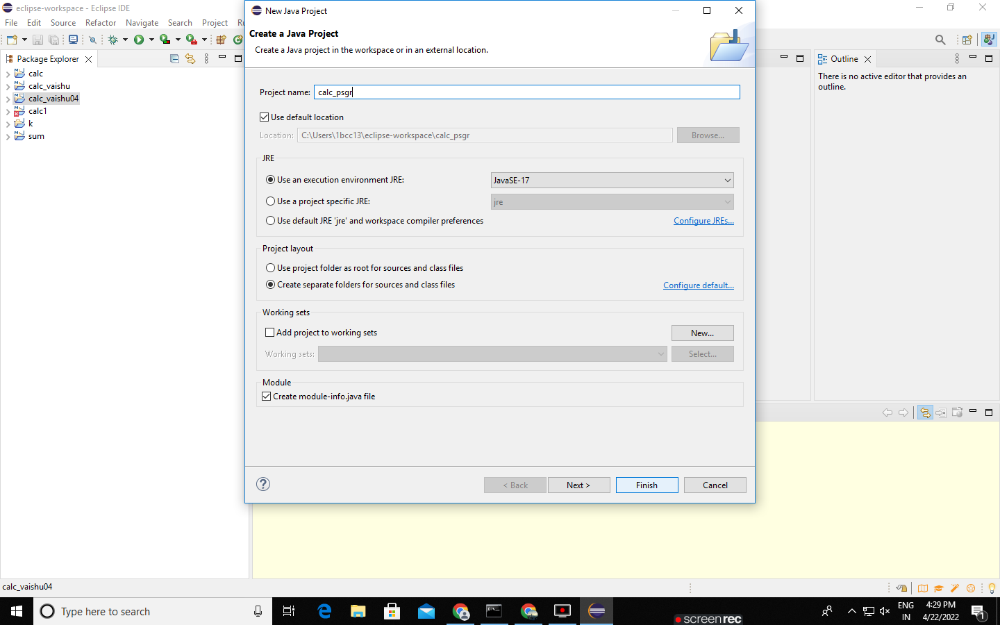 eclipse-workspace - Eclipse IDE
File Edit Source Refactor Navigate Search Project
Package Explorer
calc
calc_vaishu
calc_vaishu04
calc1
k
sum
New Java Project
Create a Java Project
Create a Java project in the workspace or in an external location.
Project name: calc_psgr
Use default location
Location: C:\Users\1bcc13\eclipse-workspace\calc_psgr Browse...
JRE
Use an execution environment JRE: JavaSE-17
Use a project specific JRE: jre
Use default JRE 'jre' and workspace compiler preferences Configure JREs...
Project layout
Use project folder as root for sources and class files
Create separate folders for sources and class files Configure default...
Working sets
Add project to working sets New...
Working sets: Select...
Module
Create module-info.java file
< Back Next > Finish Cancel
Outline
There is no active editor that provides an
outline.
calc_vaishu04
Type here to search
ENG
IN
4:29 PM
4/22/2022
1
screenrec